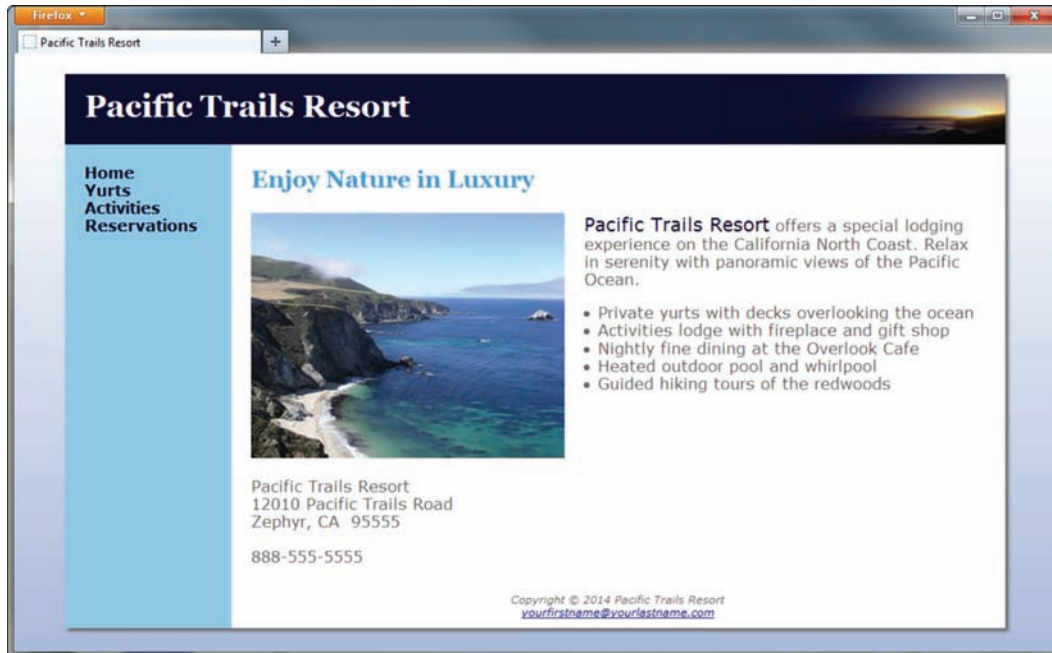 Firefox
Pacific Trails Resort
Pacific Trails Resort
Home
Yurts
Activities
Reservations
Enjoy Nature in Luxury
Pacific Trails Resort offers a special lodging
experience on the California North Coast. Relax
in serenity with panoramic views of the Pacific
Ocean.
• Private yurts with decks overlooking the ocean
• Activities lodge with fireplace and gift shop
• Nightly fine dining at the Overlook Cafe
• Heated outdoor pool and whirlpool
• Guided hiking tours of the redwoods
Pacific Trails Resort
12010 Pacific Trails Road
Zephyr, CA  95555
888-555-5555
Copyright © 2014 Pacific Trails Resort
yourfirstname@yourlastname.com